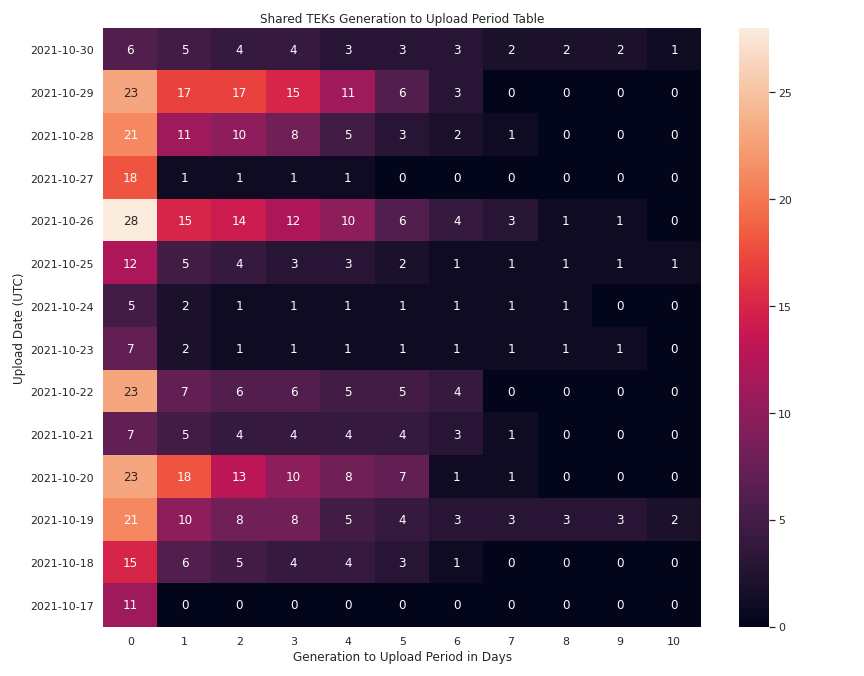 Shared TEKs Generation to Upload Period Table
2021-10-30 6 5 4 4 3 3 3 2 2 2 1
2021-10-29 23 17 17 15 11 6 3 0 0 0 0
2021-10-28 21 11 10 8 5 3 2 1 0 0 0
2021-10-27 18 1 1 1 1 0 0 0 0 0 0
2021-10-26 28 15 14 12 10 6 4 3 1 1 0
2021-10-25 12 5 4 3 3 2 1 1 1 1 1
2021-10-24 5 2 1 1 1 1 1 1 1 0 0
2021-10-23 7 2 1 1 1 1 1 1 1 1 0
2021-10-22 23 7 6 6 5 5 4 0 0 0 0
2021-10-21 7 5 4 4 4 4 3 1 0 0 0
2021-10-20 23 18 13 10 8 7 1 1 0 0 0
2021-10-19 21 10 8 8 5 4 3 3 3 3 2
2021-10-18 15 6 5 4 4 3 1 0 0 0 0
2021-10-17 11 0 0 0 0 0 0 0 0 0 0
0 1 2 3 4 5 6 7 8 9 10
Generation to Upload Period in Days
Upload Date (UTC)
25
20
15
10
5
0